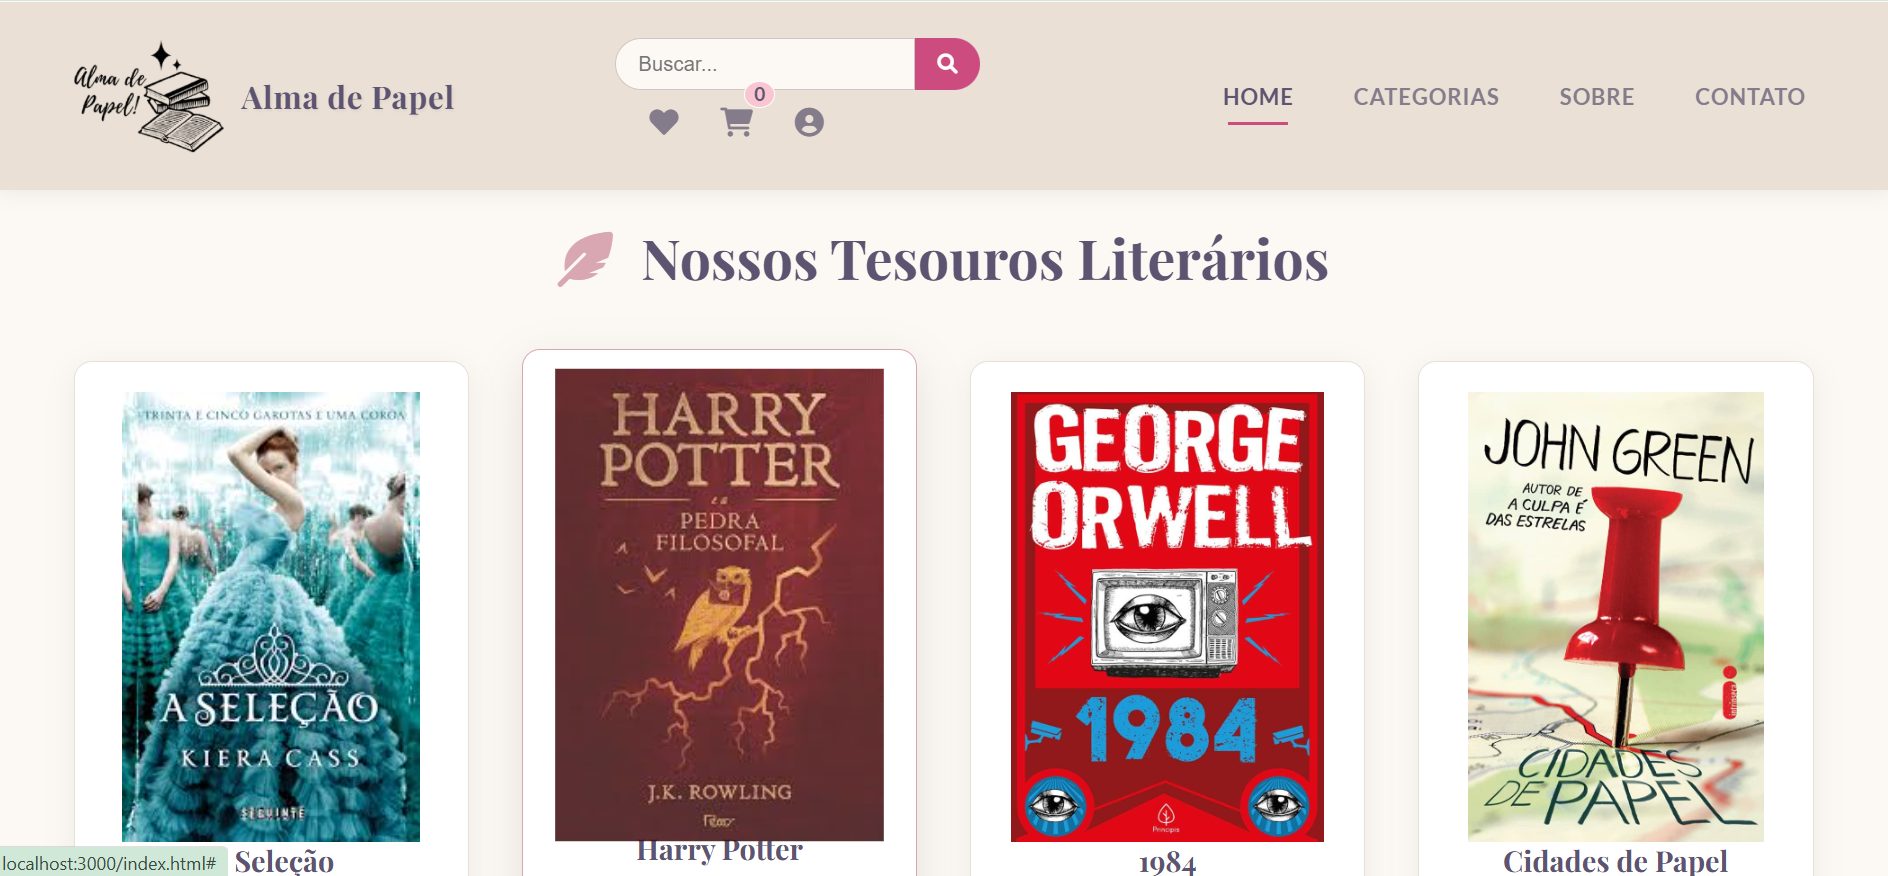 Alma de
Papel!
Alma de Papel
Buscar...
0
HOME
CATEGORIAS
SOBRE
CONTATO
Nossos Tesouros Literários
TRINTA E CINCO GAROTAS E UMA COROA
A SELEÇÃO
KIERA CASS
SEGUINTE
Seleção
HARRY
POTTER
e a
PEDRA
FILOSOFAL
J.K. ROWLING
Rocco
Harry Potter
GEORGE
ORWELL
1984
Principis
1984
JOHN GREEN
AUTOR DE
A CULPA É
DAS ESTRELAS
intrínseca
CIDADES
DE PAPEL
Cidades de Papel
localhost:3000/index.html#